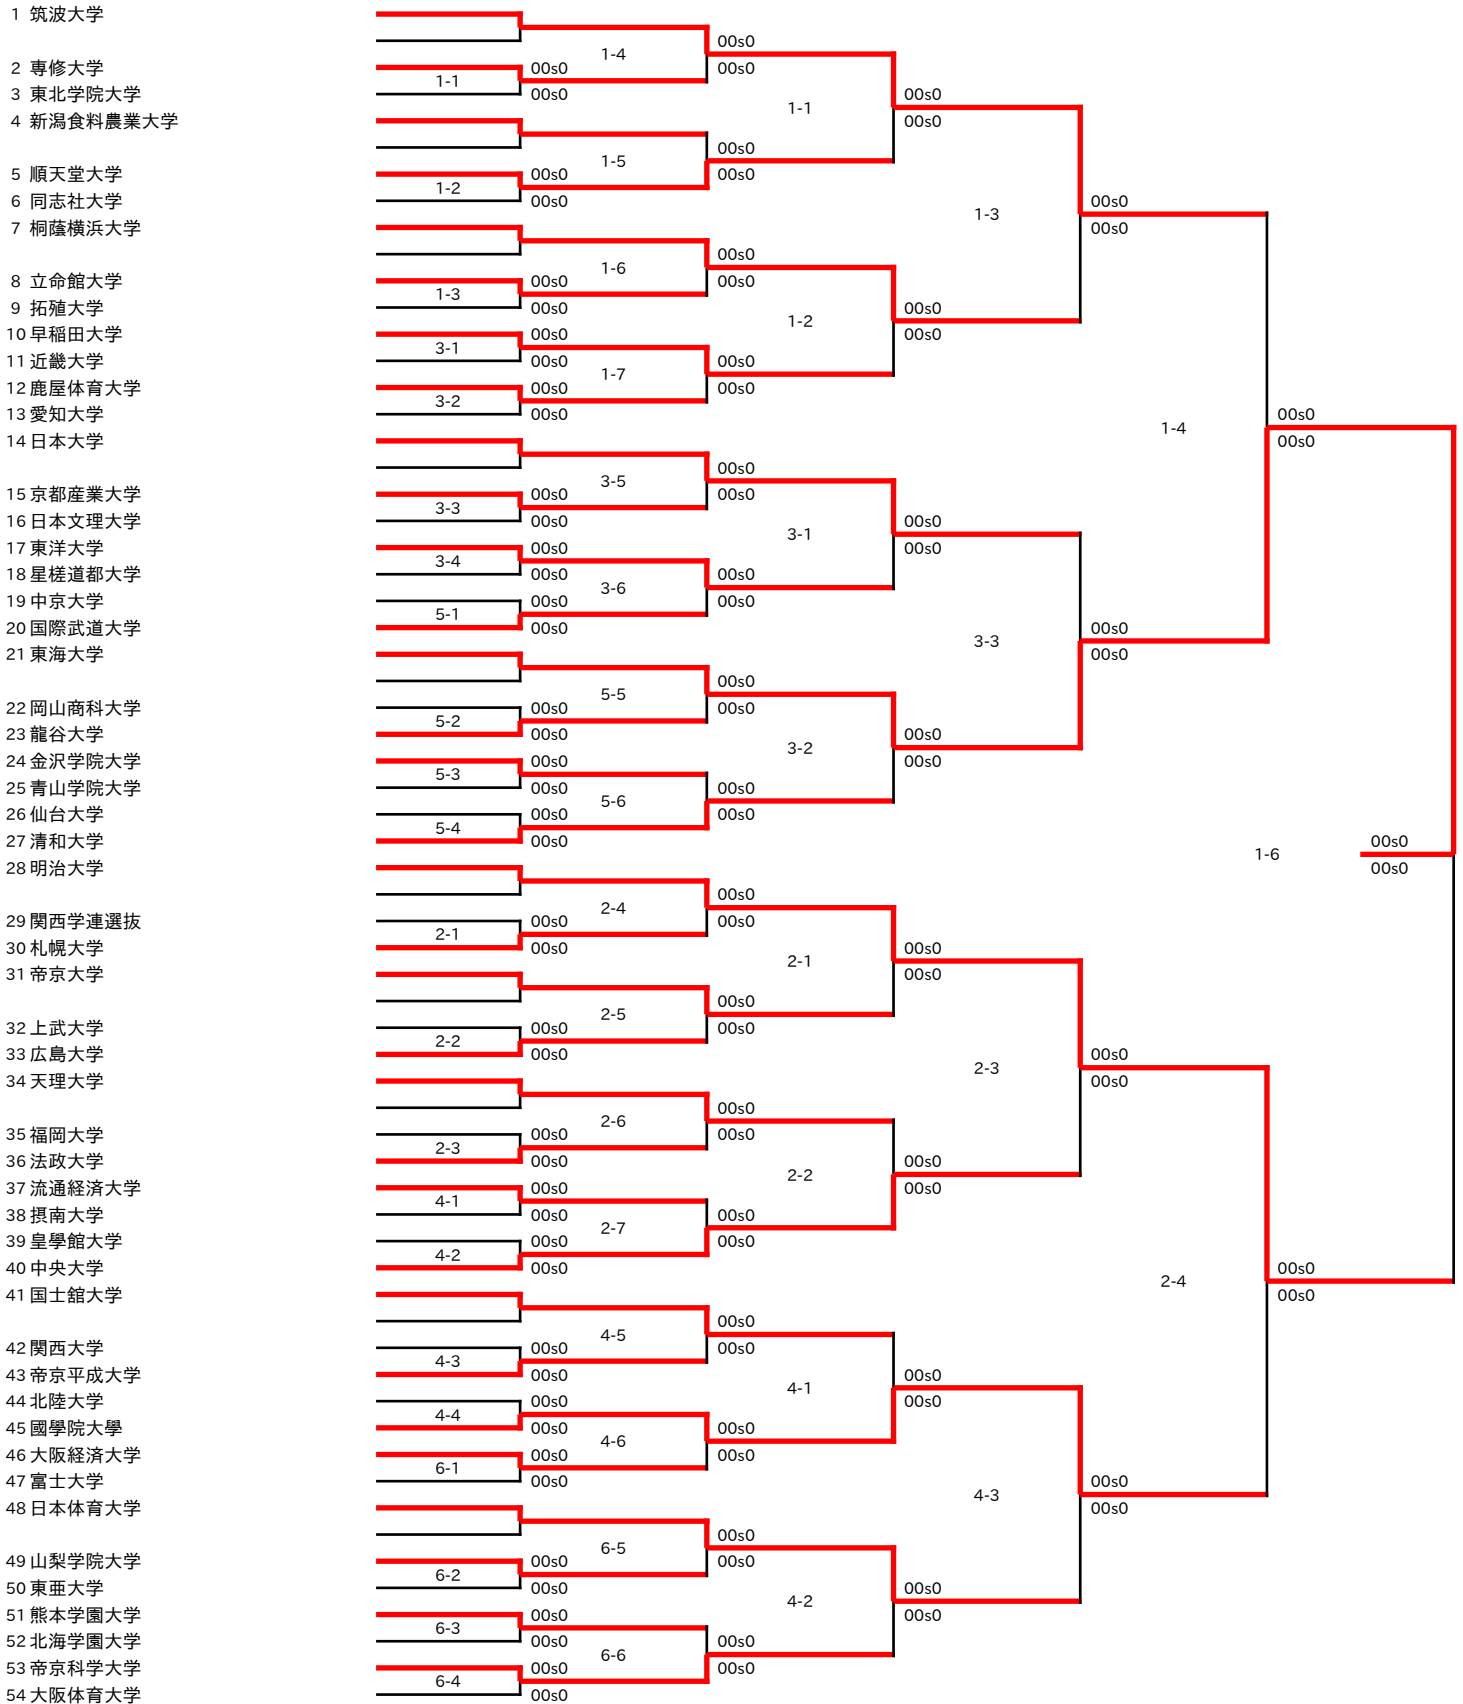 1 筑波大学
00s0
1-4
2 専修大学
00s0
00s0
1-1
3 東北学院大学
00s0
00s0
1-1
4 新潟食料農業大学
00s0
00s0
1-5
5 順天堂大学
00s0
00s0
1-2
6 同志社大学
00s0
00s0
1-3
7 桐蔭横浜大学
00s0
00s0
1-6
8 立命館大学
00s0
00s0
1-3
9 拓殖大学
00s0
00s0
1-2
10 早稲田大学
00s0
00s0
3-1
11 近畿大学
00s0
00s0
1-7
12 鹿屋体育大学
00s0
00s0
3-2
13 愛知大学
00s0
00s0
1-4
14 日本大学
00s0
00s0
3-5
15 京都産業大学
00s0
00s0
3-3
16 日本文理大学
00s0
00s0
3-1
17 東洋大学
00s0
00s0
3-4
18 星槎道都大学
00s0
00s0
3-6
19 中京大学
00s0
00s0
5-1
20 国際武道大学
00s0
00s0
3-3
21 東海大学
00s0
00s0
5-5
22 岡山商科大学
00s0
00s0
5-2
23 龍谷大学
00s0
00s0
3-2
24 金沢学院大学
00s0
00s0
5-3
25 青山学院大学
00s0
00s0
5-6
26 仙台大学
00s0
00s0
5-4
27 清和大学
00s0
00s0
1-6
28 明治大学
00s0
00s0
2-4
29 関西学連選抜
00s0
00s0
2-1
30 札幌大学
00s0
00s0
2-1
31 帝京大学
00s0
2-5
32 上武大学
00s0
00s0
2-2
33 広島大学
00s0
00s0
2-3
34 天理大学
00s0
00s0
2-6
35 福岡大学
00s0
00s0
2-3
36 法政大学
00s0
00s0
2-2
37 流通経済大学
00s0
00s0
4-1
38 摂南大学
00s0
00s0
2-7
39 皇學館大学
00s0
4-2
40 中央大学
00s0
00s0
2-4
41 国士舘大学
00s0
00s0
4-5
42 関西大学
00s0
00s0
4-3
43 帝京平成大学
00s0
00s0
4-1
44 北陸大学
00s0
00s0
4-4
45 國學院大學
00s0
00s0
4-6
46 大阪経済大学
00s0
00s0
6-1
47 富士大学
00s0
00s0
4-3
48 日本体育大学
00s0
00s0
6-5
49 山梨学院大学
00s0
00s0
6-2
50 東亜大学
00s0
00s0
4-2
51 熊本学園大学
00s0
00s0
6-3
52 北海学園大学
00s0
00s0
6-6
53 帝京科学大学
00s0
00s0
6-4
54 大阪体育大学
00s0